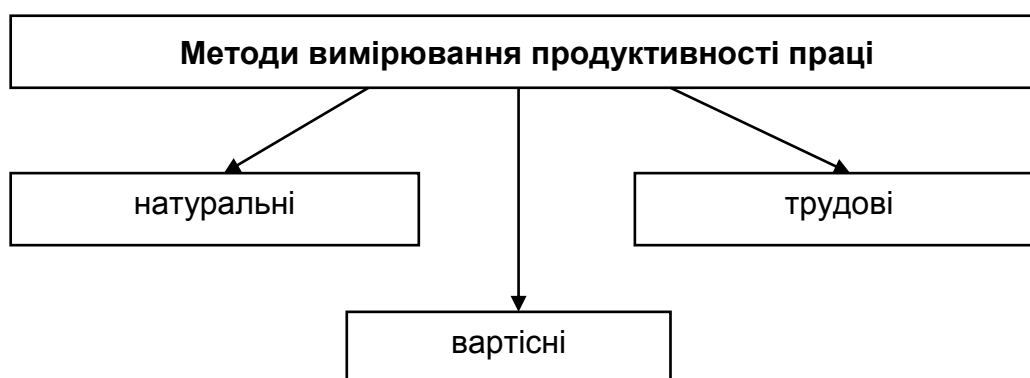 Методи вимірювання продуктивності праці
натуральні
трудові
вартісні